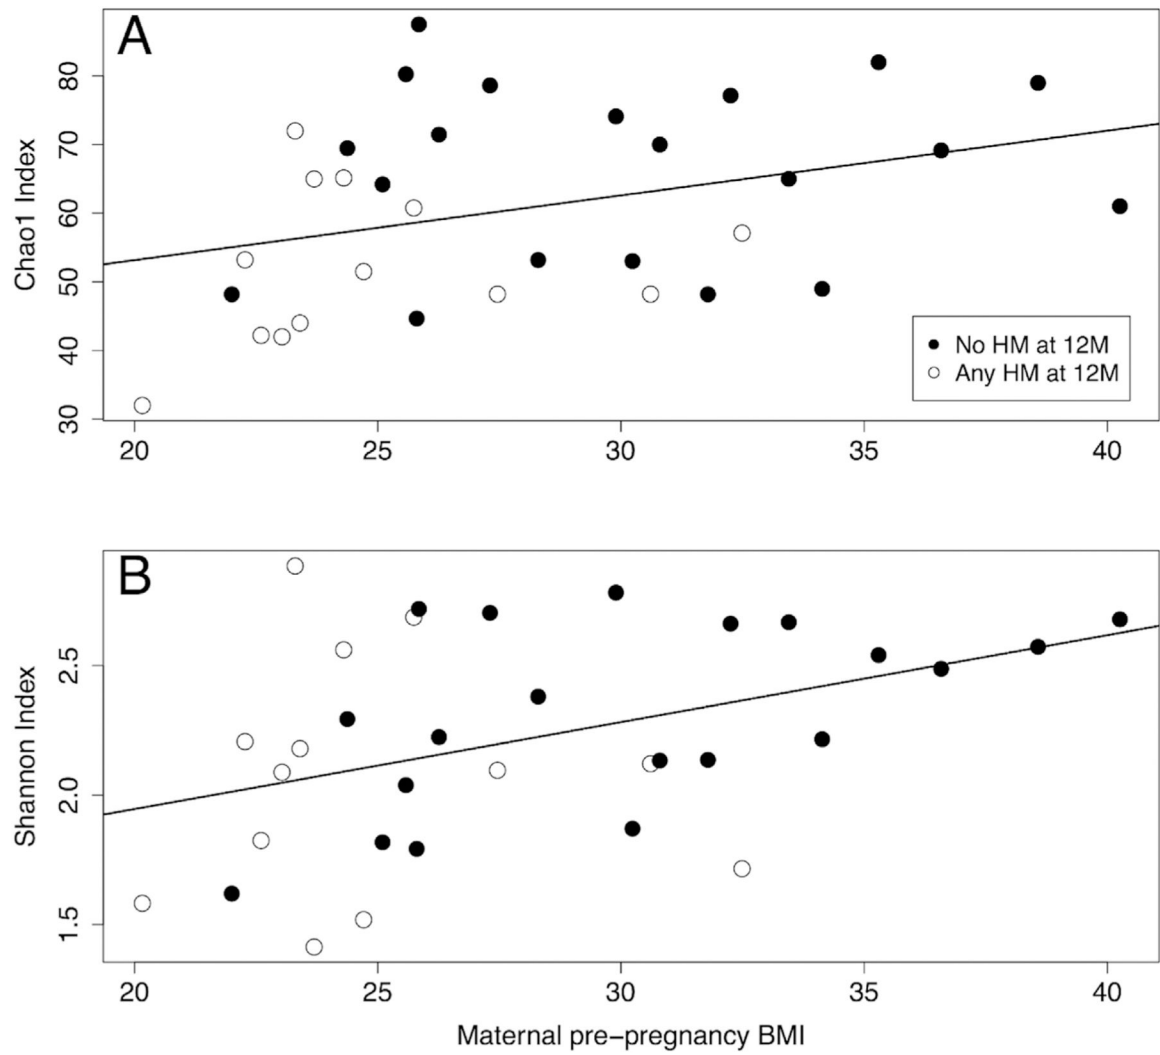 A
Chao1 Index
80
70
60
50
40
30
No HM at 12M
Any HM at 12M
20 25 30 35 40
B
Shannon Index
2.5
2.0
1.5
20 25 30 35 40
Maternal pre-pregnancy BMI